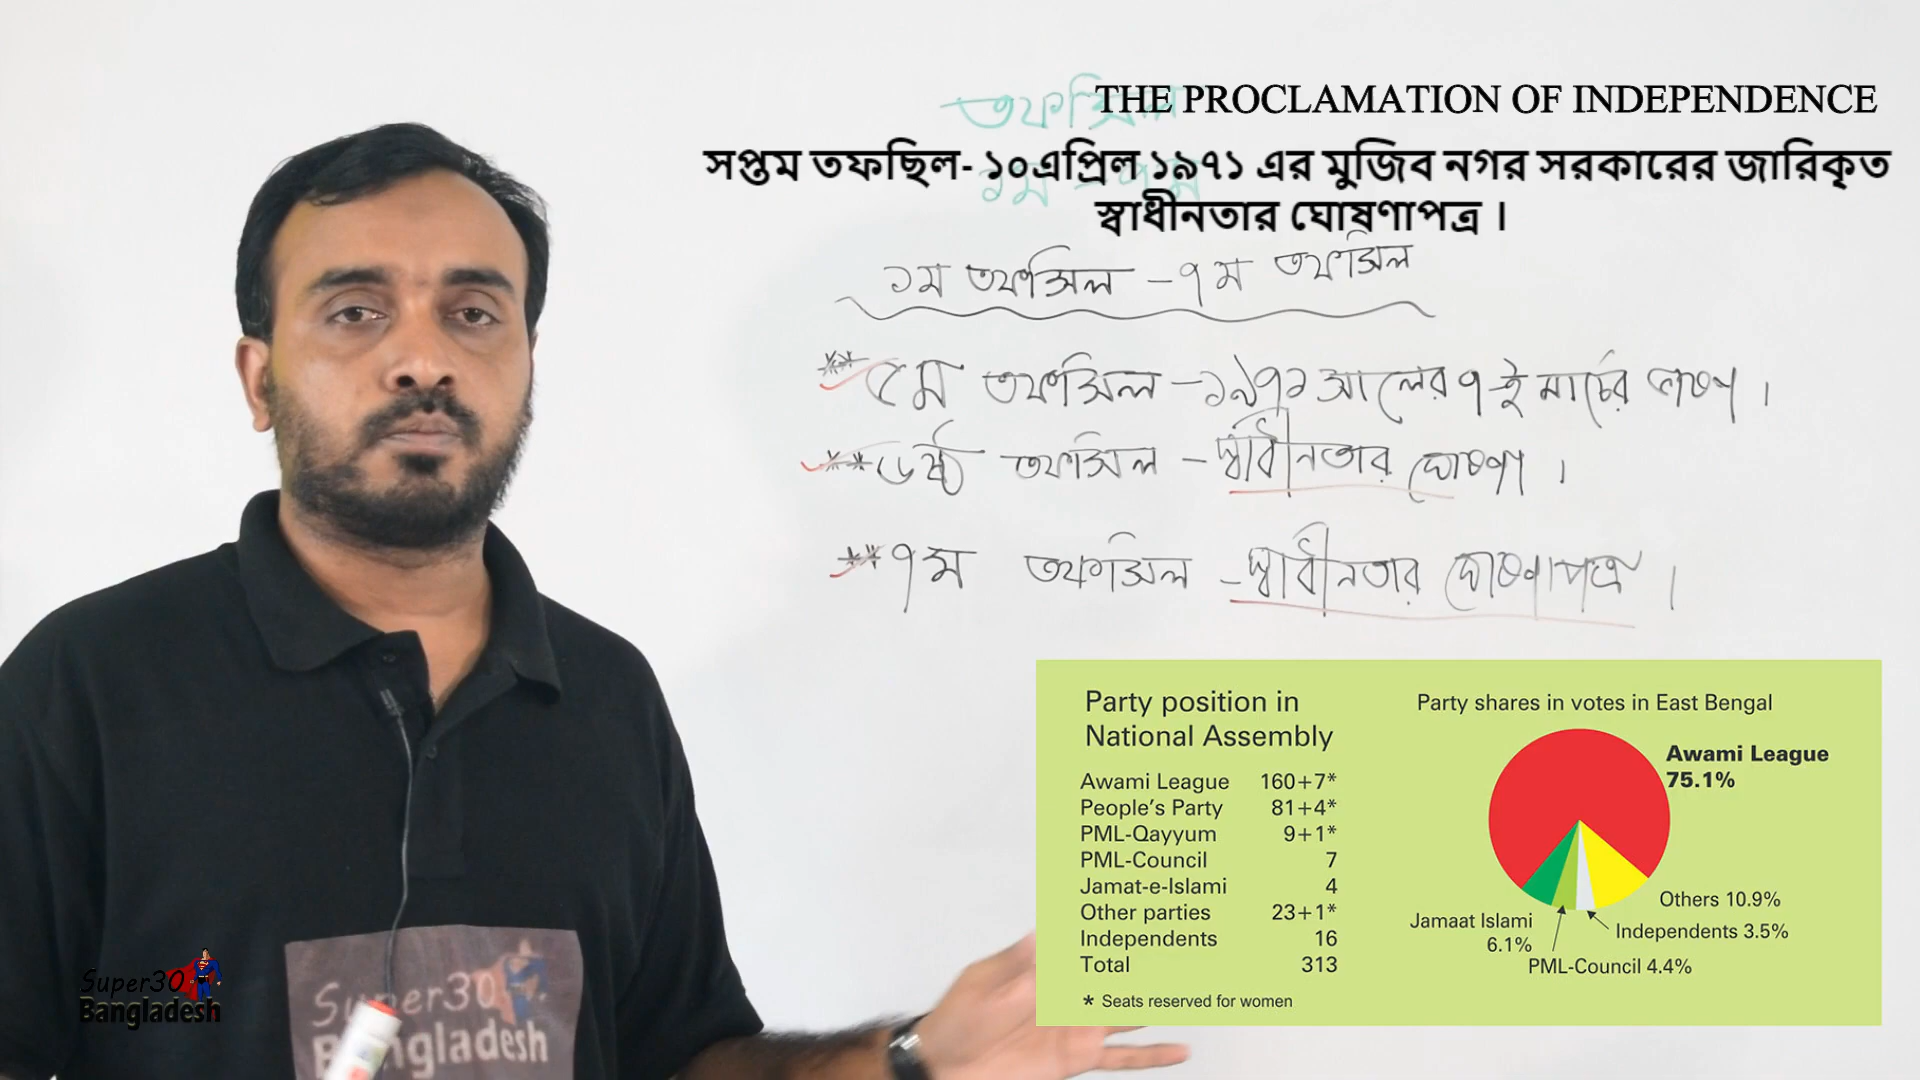 THE PROCLAMATION OF INDEPENDENCE
তফসিল
সপ্তম তফছিল- ১০এপ্রিল ১৯৭১ এর মুজিব নগর সরকারের জারিকৃত
স্বাধীনতার ঘোষণাপত্র ।
১ম
১ম তফসিল - ৭ম তফসিল
** ৫ম তফসিল - ১৯৭১ সালের ৭-ই মার্চের ভাষণ ।
** ৬ষ্ঠ তফসিল - স্বাধীনতার ঘোষণা ।
** ৭ম তফসিল - স্বাধীনতার ঘোষণাপত্র ।
Party position in
National Assembly
Awami League 160+7*
People's Party 81+4*
PML-Qayyum 9+1*
PML-Council 7
Jamat-e-Islami 4
Other parties 23+1*
Independents 16
Total 313
* Seats reserved for women
Party shares in votes in East Bengal
Awami League
75.1%
Others 10.9%
Independents 3.5%
PML-Council 4.4%
Jamaat Islami
6.1%
Super30
Bangladesh
Super30
Bangladesh